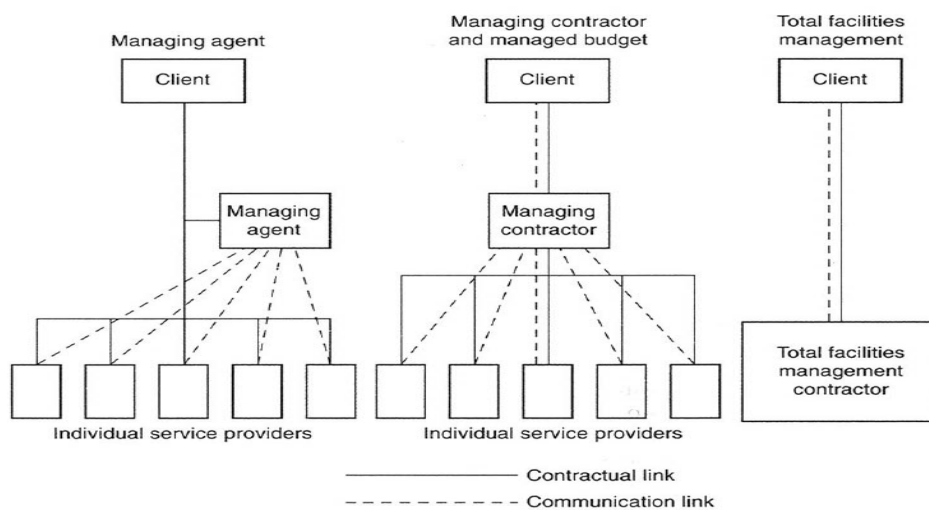 Managing agent
Client
Managing
agent
Individual service providers
Managing contractor
and managed budget
Client
Managing
contractor
Individual service providers
Total facilities
management
Client
Total facilities
management
contractor
Contractual link
Communication link